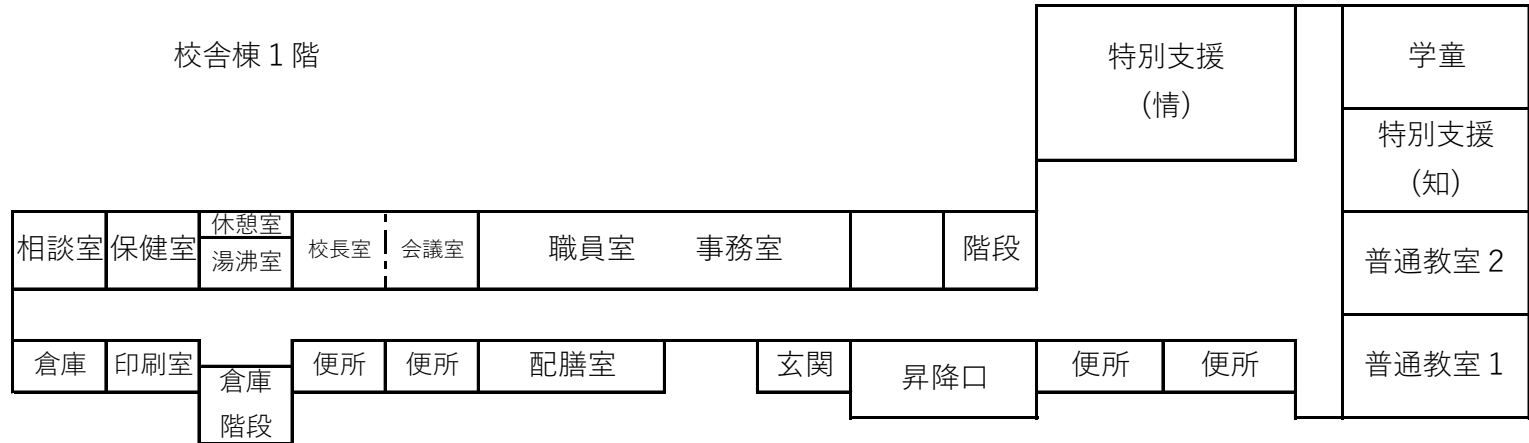 校舎棟１階
特別支援
(情)
学童
特別支援
(知)
相談室
保健室
休憩室
湯沸室
校長室
会議室
職員室　事務室
階段
普通教室２
倉庫
印刷室
倉庫
階段
便所
便所
配膳室
玄関
昇降口
便所
便所
普通教室１